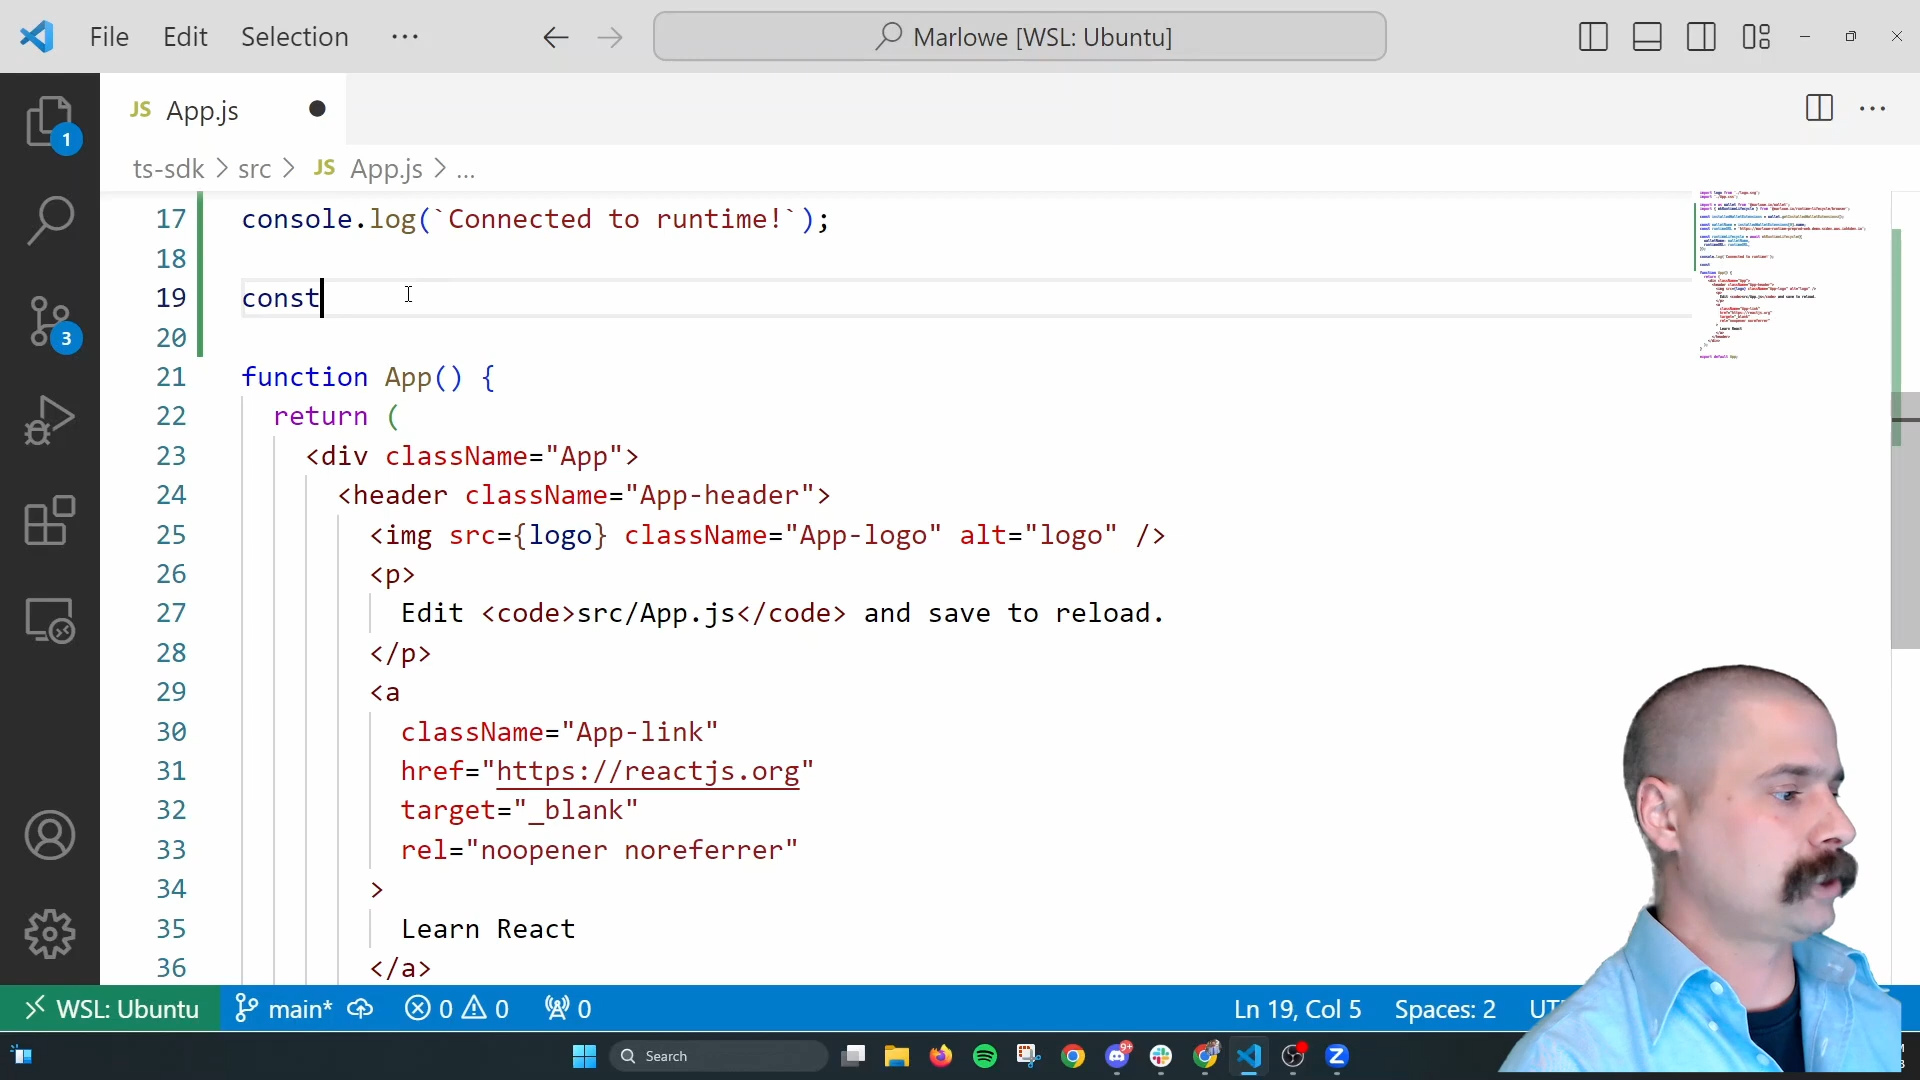 File Edit Selection ··· Marlowe [WSL: Ubuntu]
JS App.js
ts-sdk > src > JS App.js > ...
1
3
17 console.log(`Connected to runtime!`);
18
19 const
20
21 function App() {
22 return (
23 <div className="App">
24 <header className="App-header">
25 <img src={logo} className="App-logo" alt="logo" />
26 <p>
27 Edit <code>src/App.js</code> and save to reload.
28 </p>
29 <a
30 className="App-link"
31 href="https://reactjs.org"
32 target="_blank"
33 rel="noopener noreferrer"
34 >
35 Learn React
36 </a>
WSL: Ubuntu main* 0 0 0 Ln 19, Col 5 Spaces: 2
Search 9+